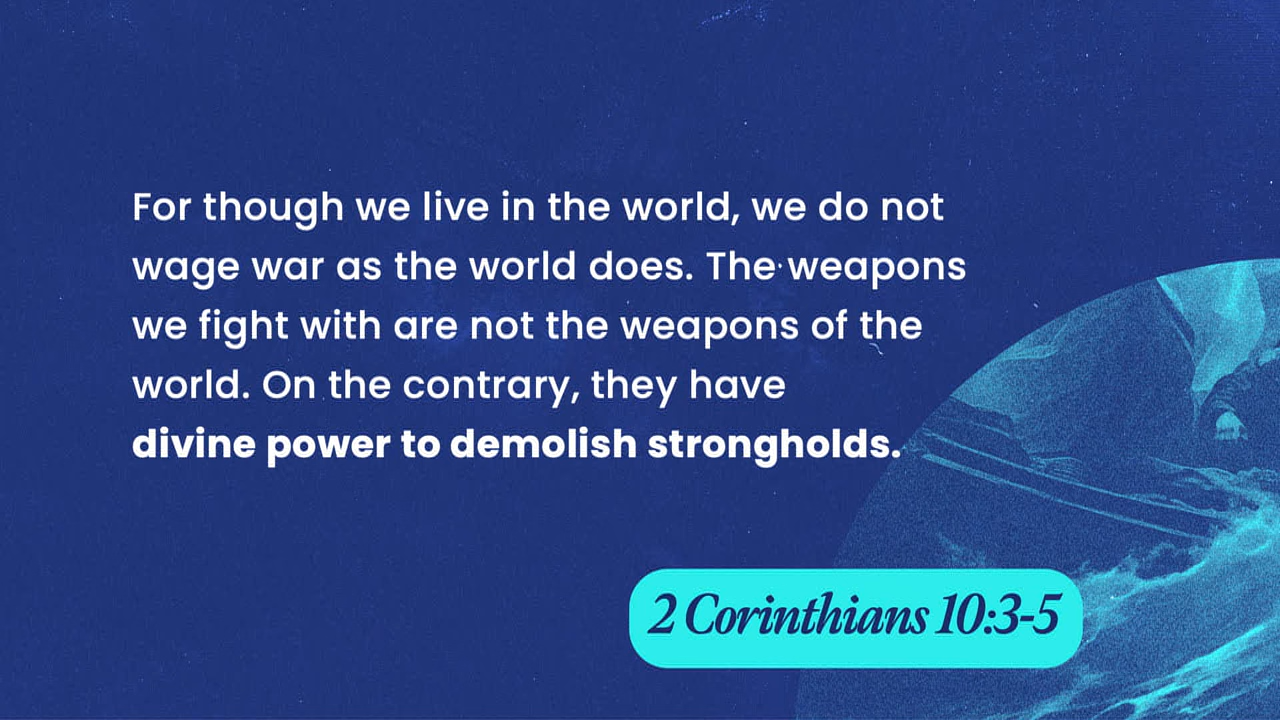 For though we live in the world, we do not
wage war as the world does. The weapons
we fight with are not the weapons of the
world. On the contrary, they have
divine power to demolish strongholds.
2 Corinthians 10:3-5